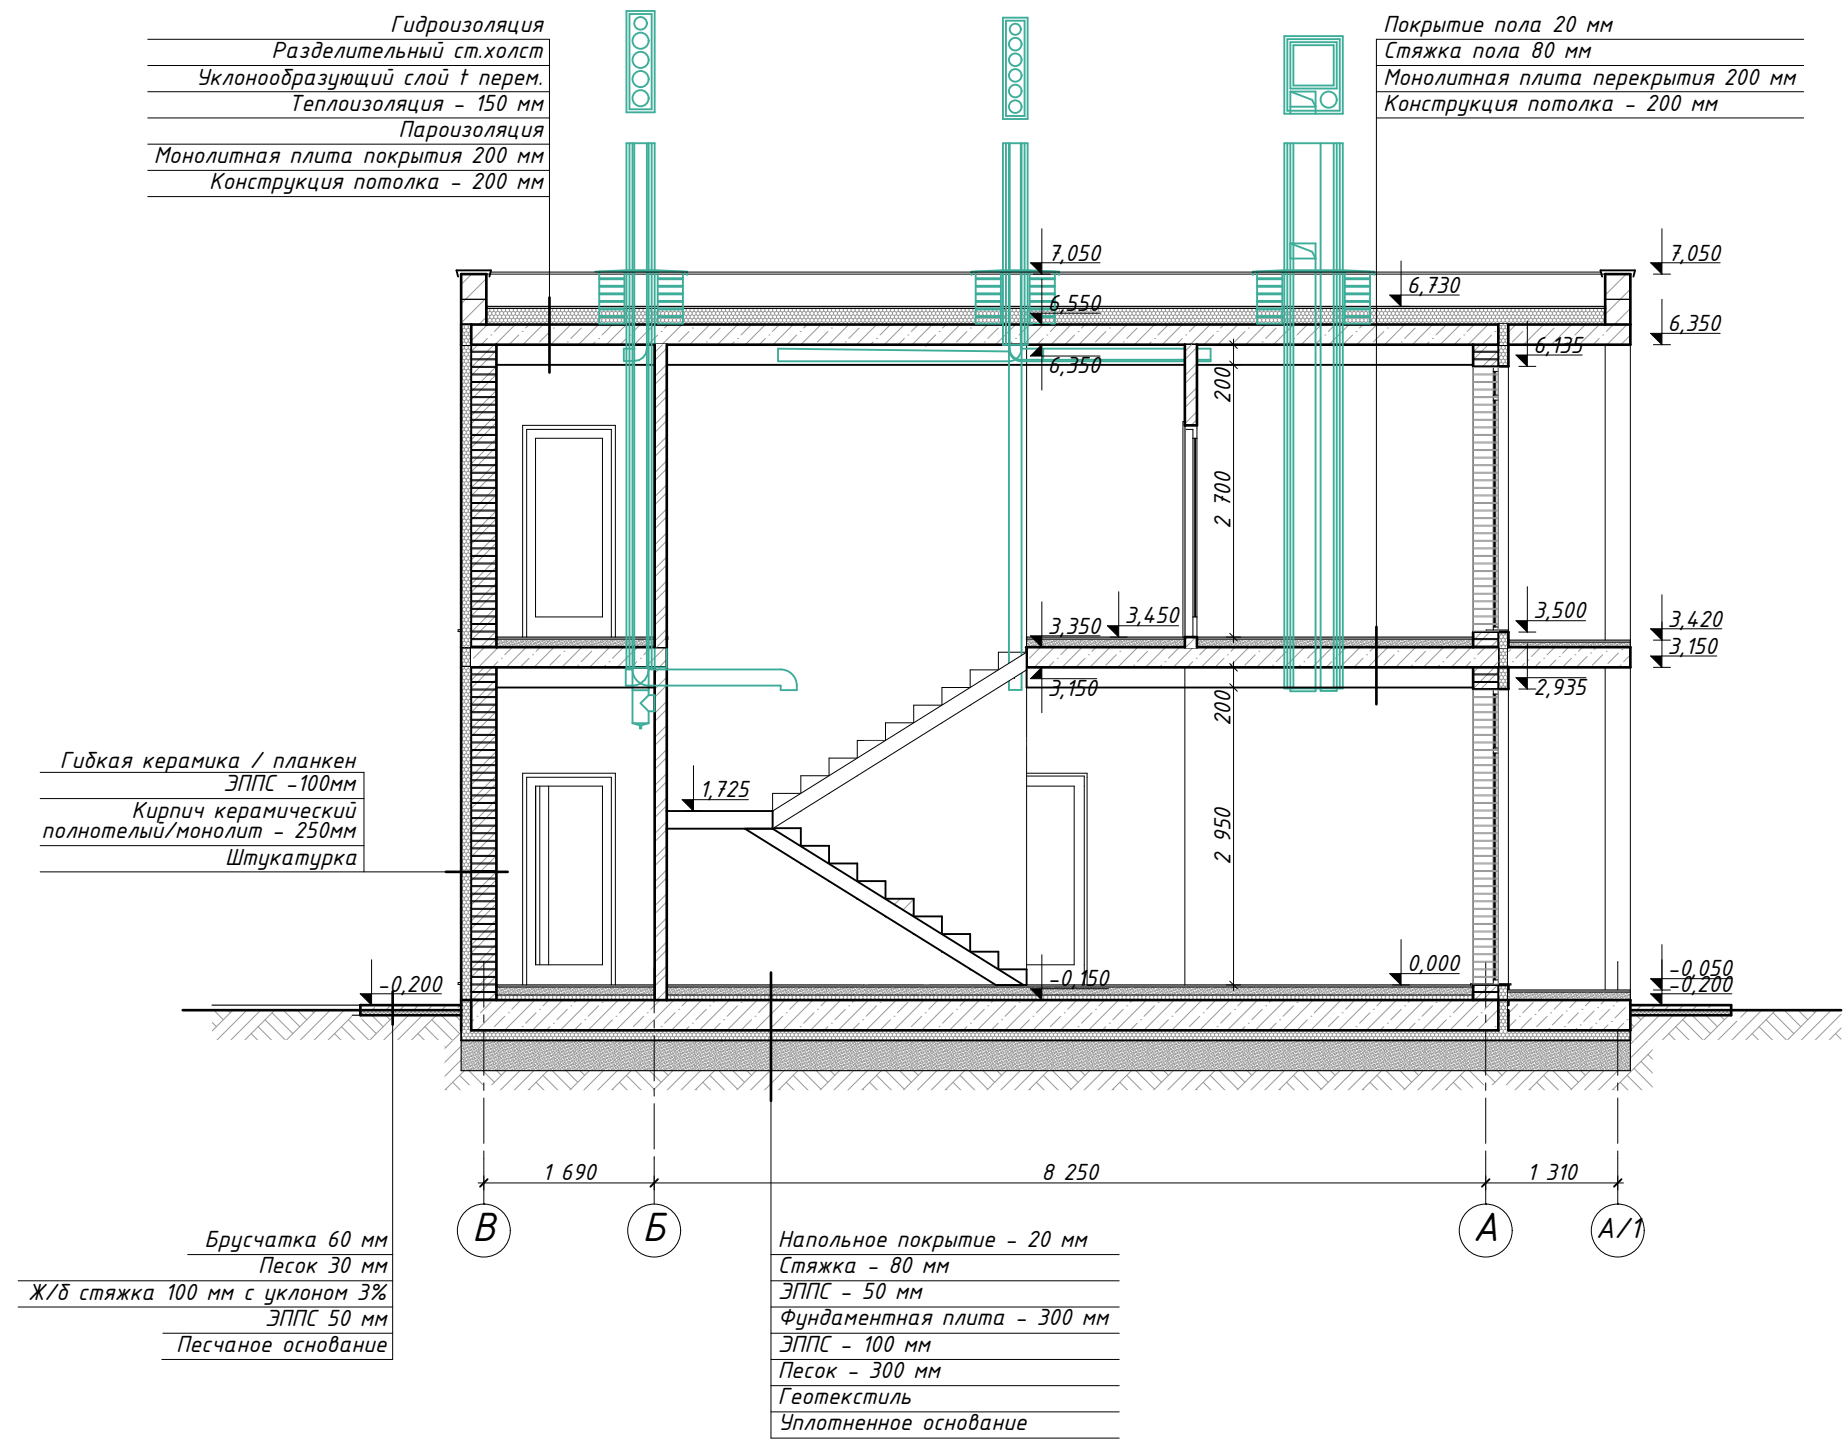 Гидроизоляция
Разделительный ст.холст
Уклонообразующий слой t перем.
Теплоизоляция - 150 мм
Пароизоляция
Монолитная плита покрытия 200 мм
Конструкция потолка - 200 мм
Покрытие пола 20 мм
Стяжка пола 80 мм
Монолитная плита перекрытия 200 мм
Конструкция потолка - 200 мм
7,050
7,050
6,730
6,550
6,350
6,135
6,350
200
2 700
3,500
3,450
3,420
3,350
3,150
3,150
2,935
200
Гибкая керамика / планкен
ЭППС -100мм
Кирпич керамический
полнотелый/монолит - 250мм
Штукатурка
1,725
2 950
0,000
-0,050
-0,150
-0,200
-0,200
1 690
8 250
1 310
В
Б
А
А/1
Брусчатка 60 мм
Песок 30 мм
Ж/б стяжка 100 мм с уклоном 3%
ЭППС 50 мм
Песчаное основание
Напольное покрытие - 20 мм
Стяжка - 80 мм
ЭППС - 50 мм
Фундаментная плита - 300 мм
ЭППС - 100 мм
Песок - 300 мм
Геотекстиль
Уплотненное основание